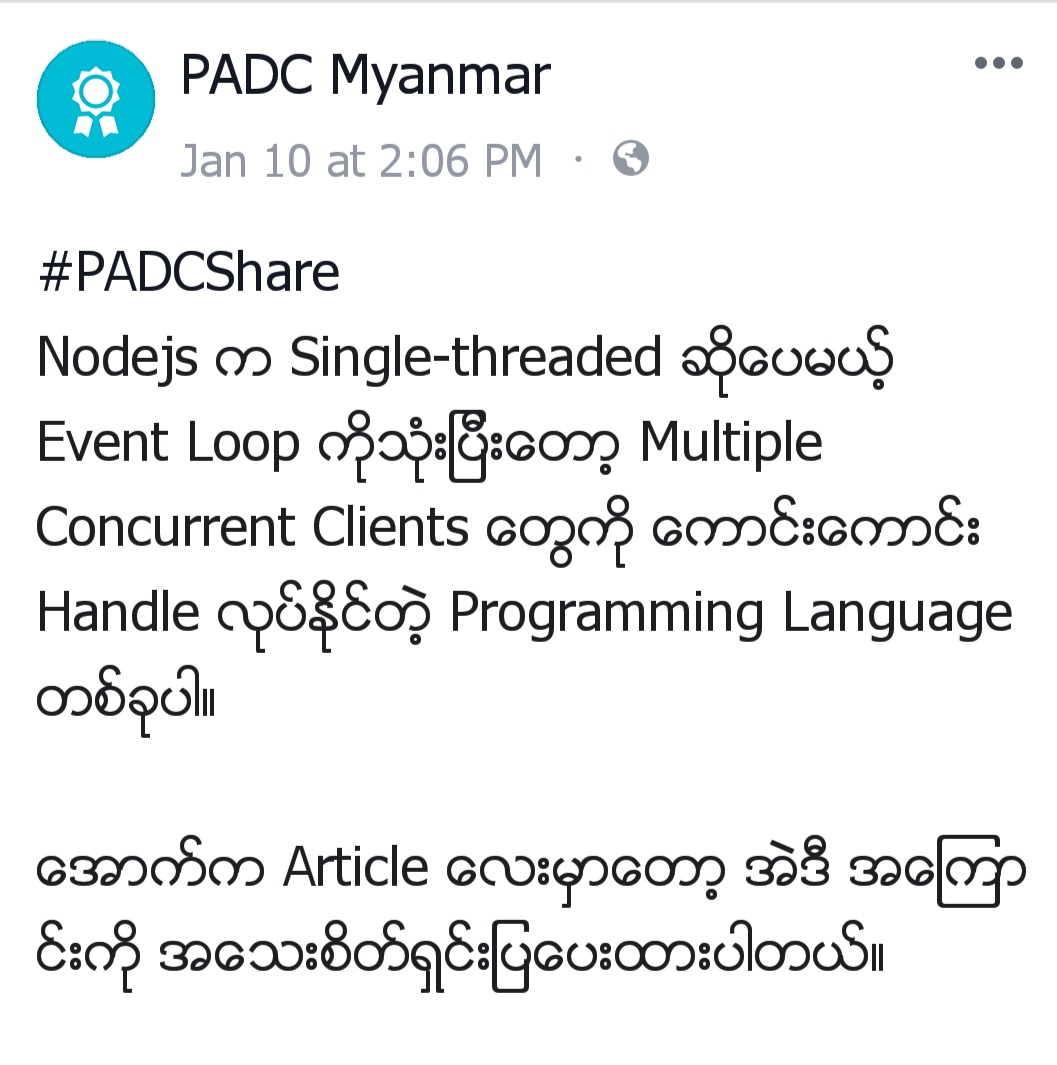 PADC Myanmar
Jan 10 at 2:06 PM ·
#PADCShare
Nodejs က Single-threaded ဆိုပေမယ့်
Event Loop ကိုသုံးပြီးတော့ Multiple
Concurrent Clients တွေကို ကောင်းကောင်း
Handle လုပ်နိုင်တဲ့ Programming Language
တစ်ခုပါ။
အောက်က Article လေးမှာတော့ အဲဒီ အကြော
င်းကို အသေးစိတ်ရှင်းပြပေးထားပါတယ်။